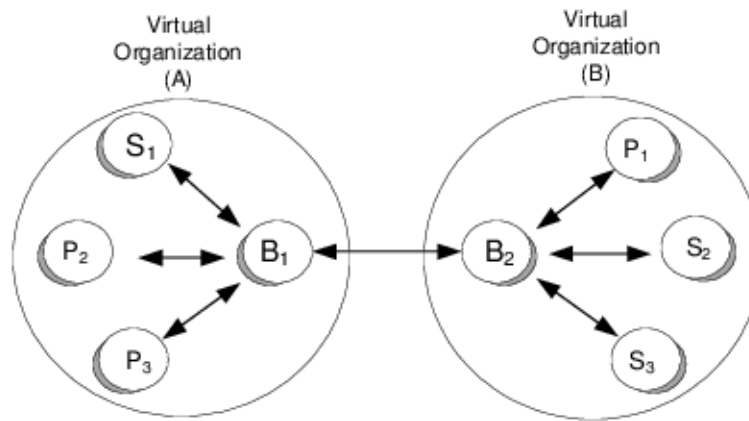 Virtual
Organization
(A)
Virtual
Organization
(B)
S₁
P₂
B₁
P₃
P₁
B₂
S₂
S₃